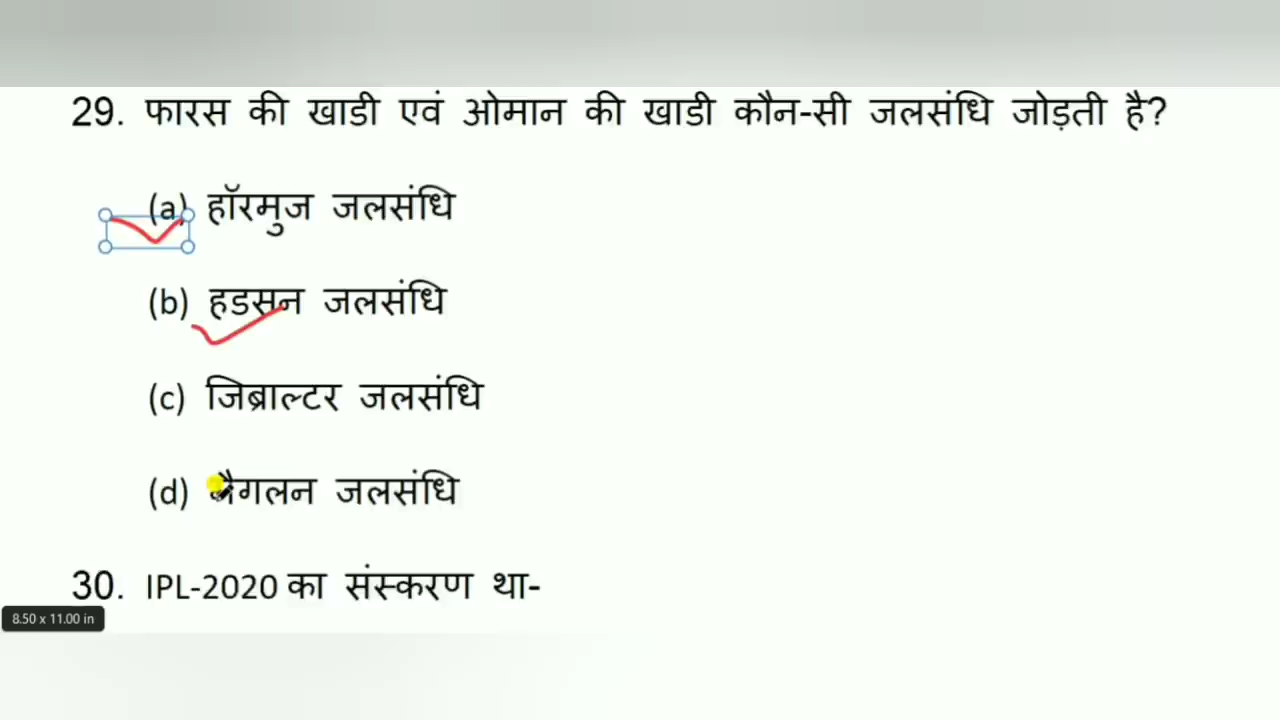 29. फारस की खाडी एवं ओमान की खाडी कौन-सी जलसंधि जोड़ती है?
(a) हॉरमुज जलसंधि
(b) हडसन जलसंधि
(c) जिब्राल्टर जलसंधि
(d) जलसंधि
30. IPL-2020 का संस्करण था-
8.50 x 11.00 in